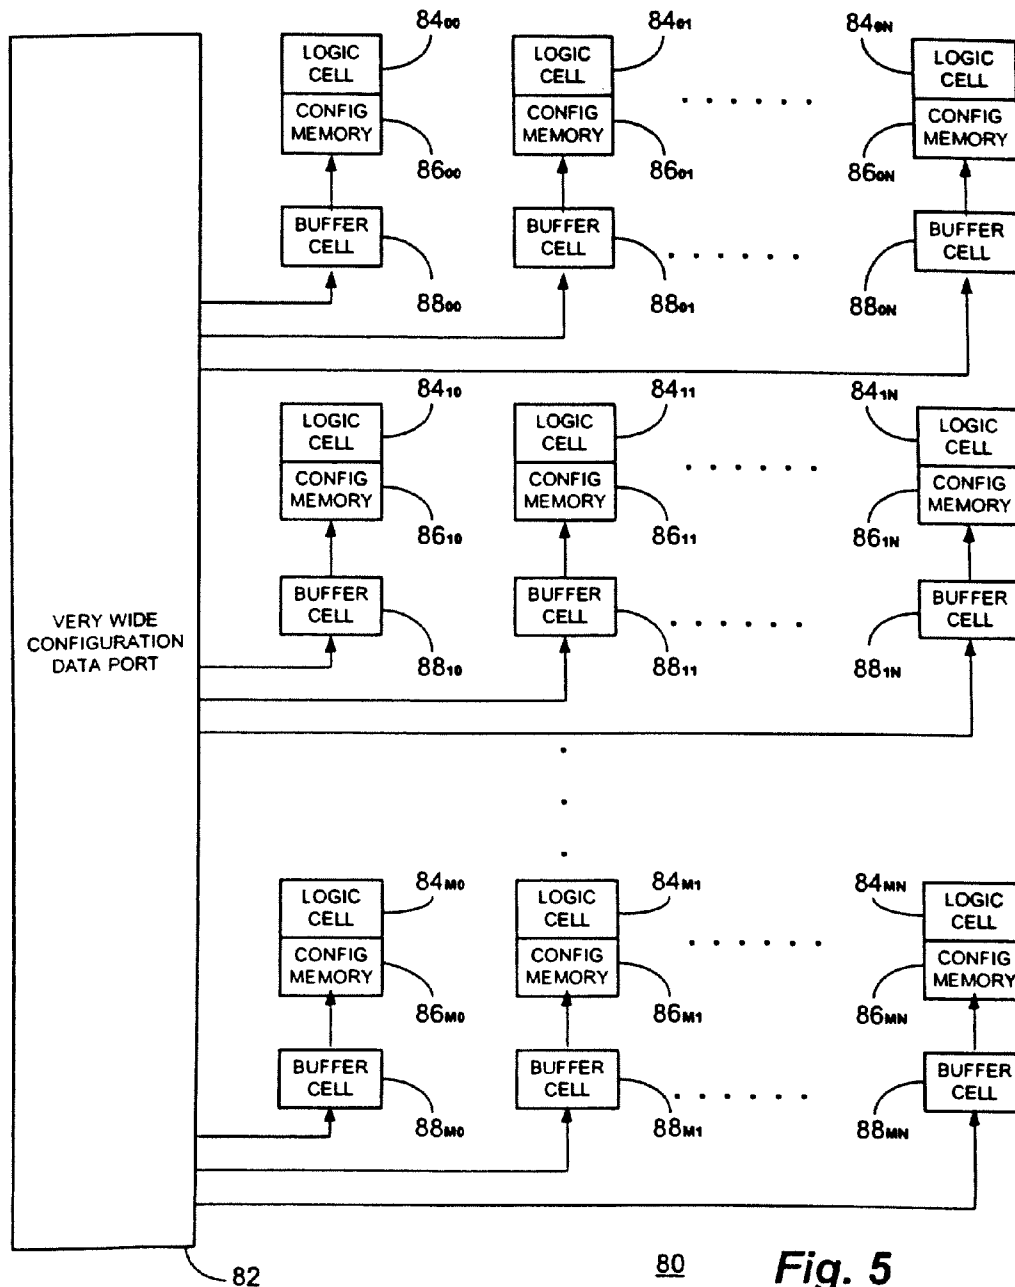 84₀₀ 84₀₁ 84₀N
LOGIC CELL LOGIC CELL LOGIC CELL
CONFIG MEMORY CONFIG MEMORY CONFIG MEMORY
86₀₀ 86₀₁ 86₀N
BUFFER CELL BUFFER CELL BUFFER CELL
88₀₀ 88₀₁ 88₀N
84₁₀ 84₁₁ 84₁N
LOGIC CELL LOGIC CELL LOGIC CELL
CONFIG MEMORY CONFIG MEMORY CONFIG MEMORY
86₁₀ 86₁₁ 86₁N
BUFFER CELL BUFFER CELL BUFFER CELL
88₁₀ 88₁₁ 88₁N
VERY WIDE
CONFIGURATION
DATA PORT
84M0 84M1 84MN
LOGIC CELL LOGIC CELL LOGIC CELL
CONFIG MEMORY CONFIG MEMORY CONFIG MEMORY
86M0 86M1 86MN
BUFFER CELL BUFFER CELL BUFFER CELL
88M0 88M1 88MN
82 80 Fig. 5